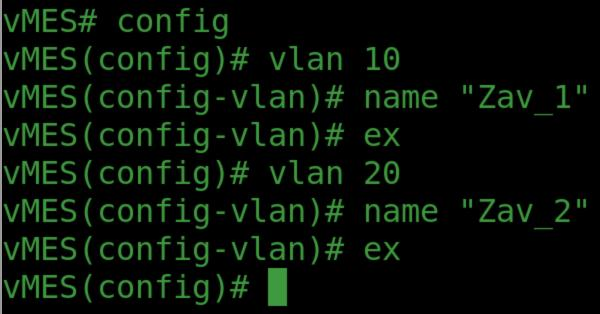 vMES# config
vMES(config)# vlan 10
vMES(config-vlan)# name "Zav_1"
vMES(config-vlan)# ex
vMES(config)# vlan 20
vMES(config-vlan)# name "Zav_2"
vMES(config-vlan)# ex
vMES(config)#